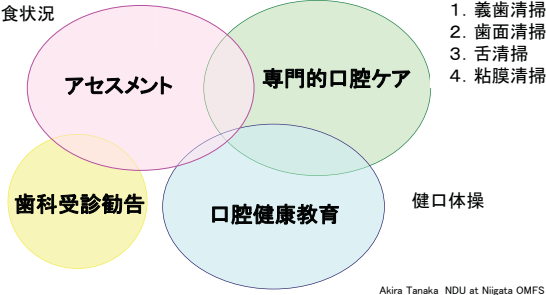 食状況
1. 義歯清掃
2. 歯面清掃
3. 舌清掃
4. 粘膜清掃
アセスメント
専門的口腔ケア
歯科受診勧告
口腔健康教育
健口体操
Akira Tanaka NDU at Niigata OMFS